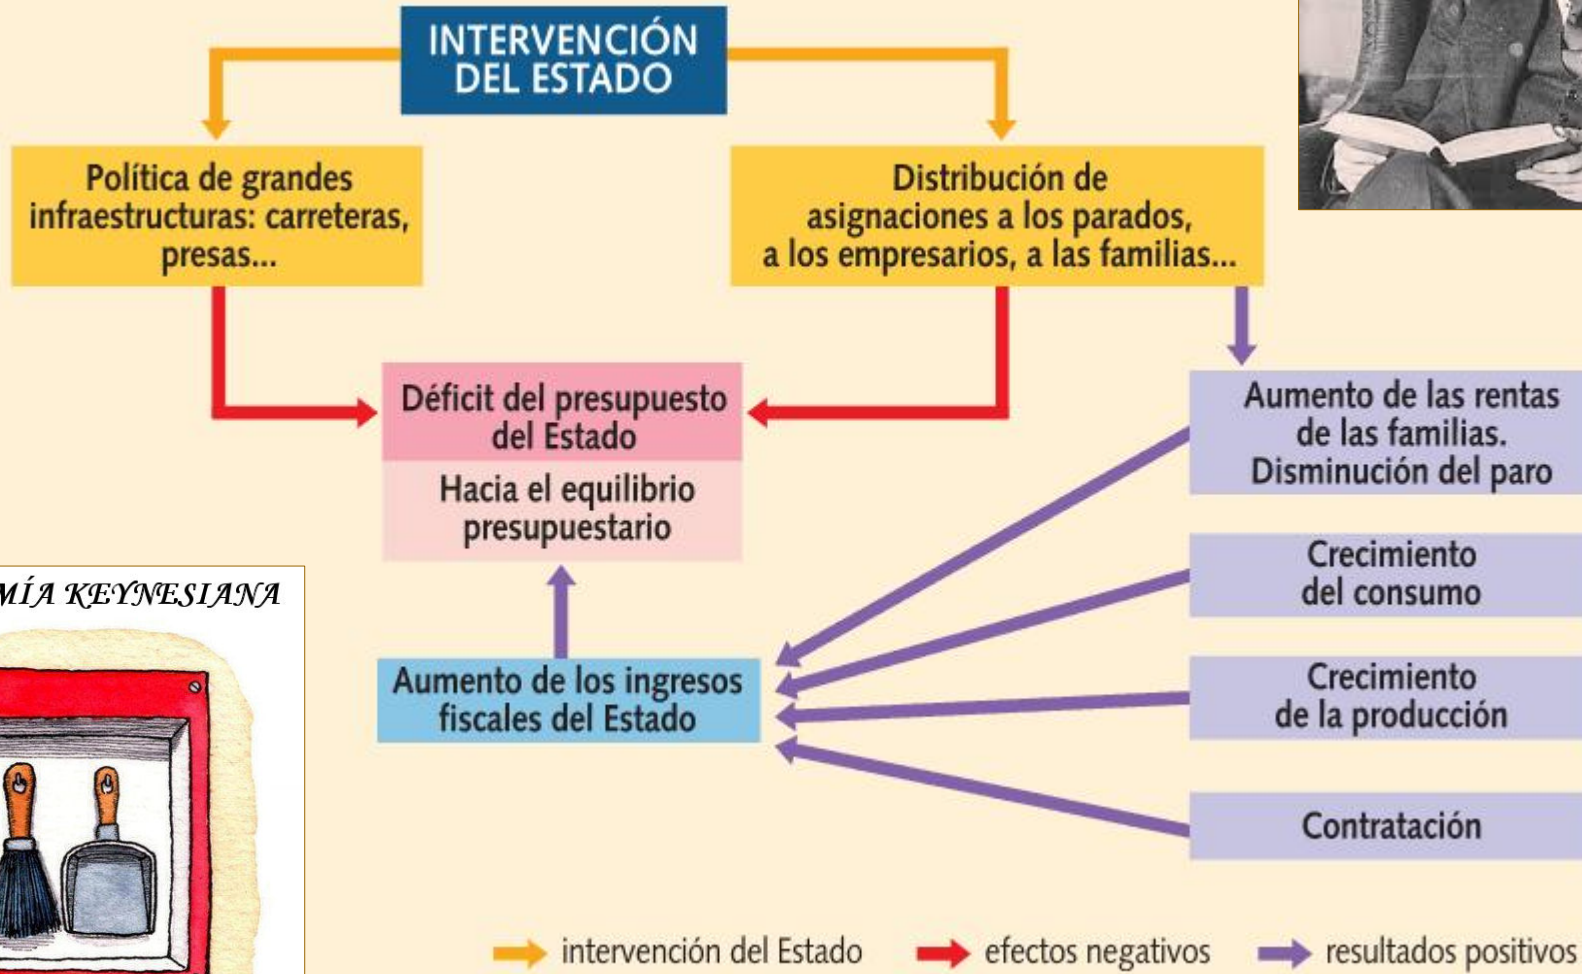 INTERVENCIÓN
DEL ESTADO
Política de grandes
infraestructuras: carreteras,
presas...
Distribución de
asignaciones a los parados,
a los empresarios, a las familias...
Déficit del presupuesto
del Estado
Hacia el equilibrio
presupuestario
Aumento de las rentas
de las familias.
Disminución del paro
Crecimiento
del consumo
Crecimiento
de la producción
Contratación
Aumento de los ingresos
fiscales del Estado
MÍA KEYNESIANA
intervención del Estado
efectos negativos
resultados positivos